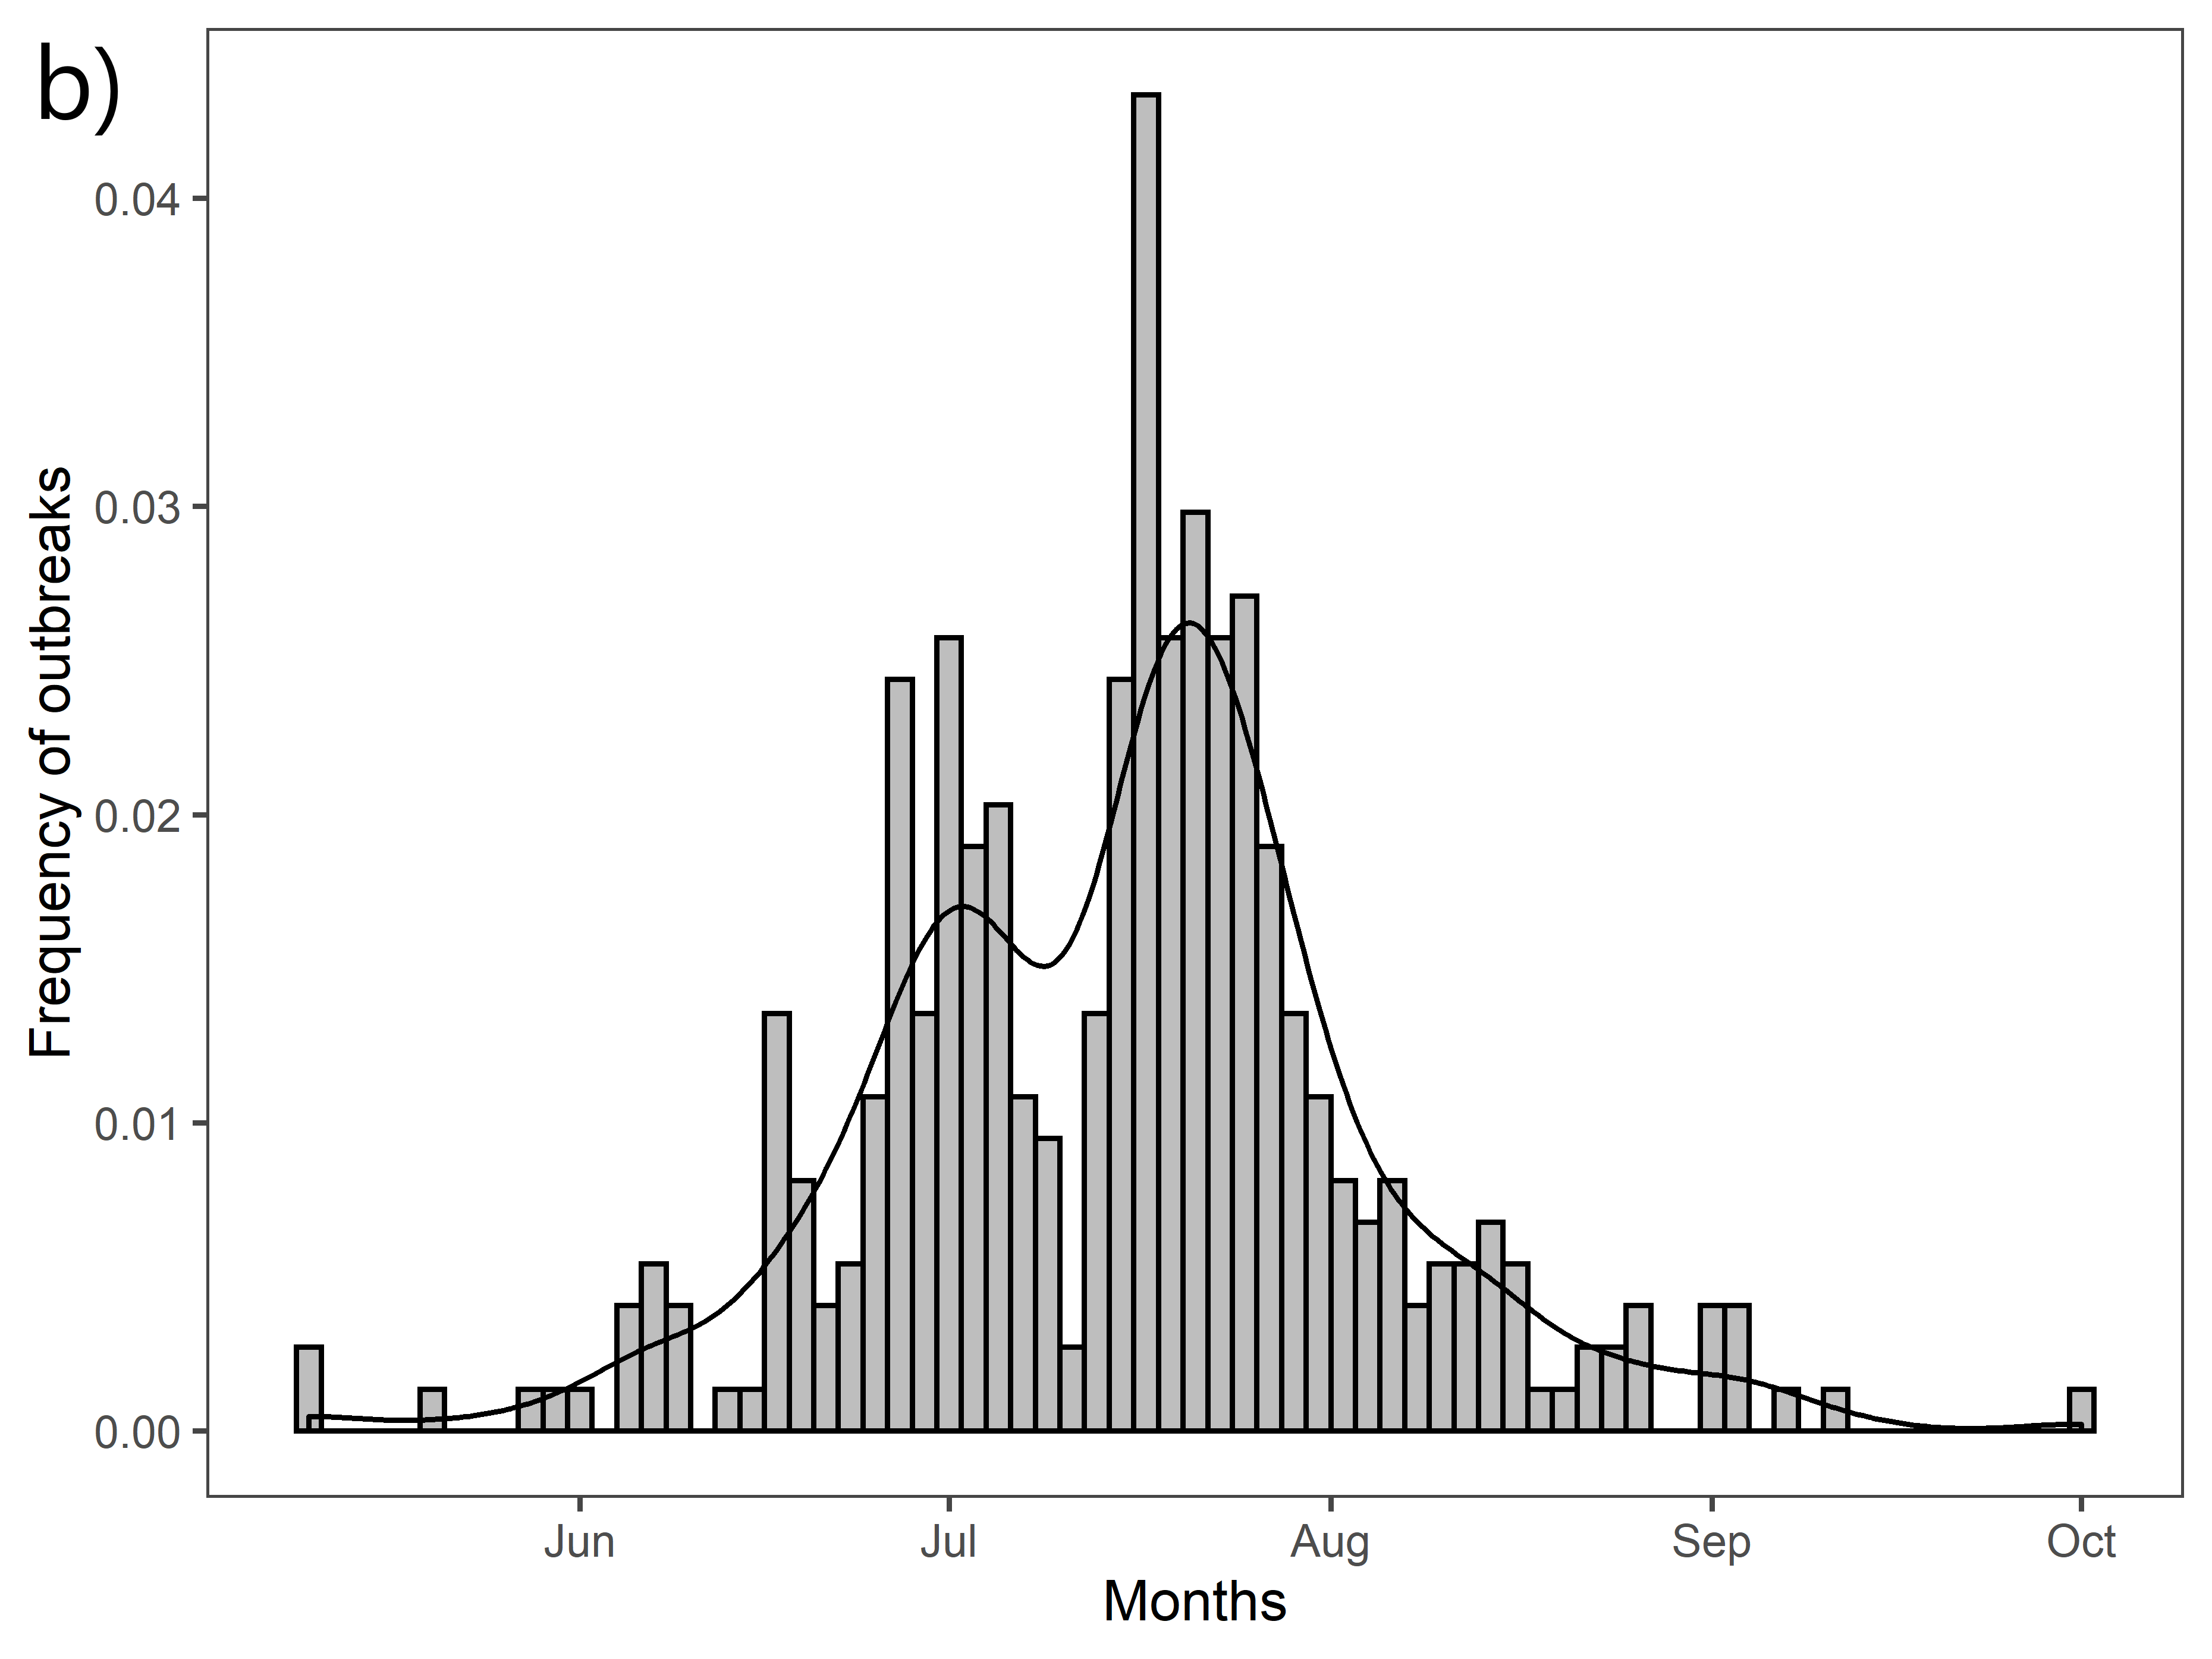 b)
0.04
0.03
0.02
0.01
0.00
Frequency of outbreaks
Jun Jul Aug Sep Oct
Months